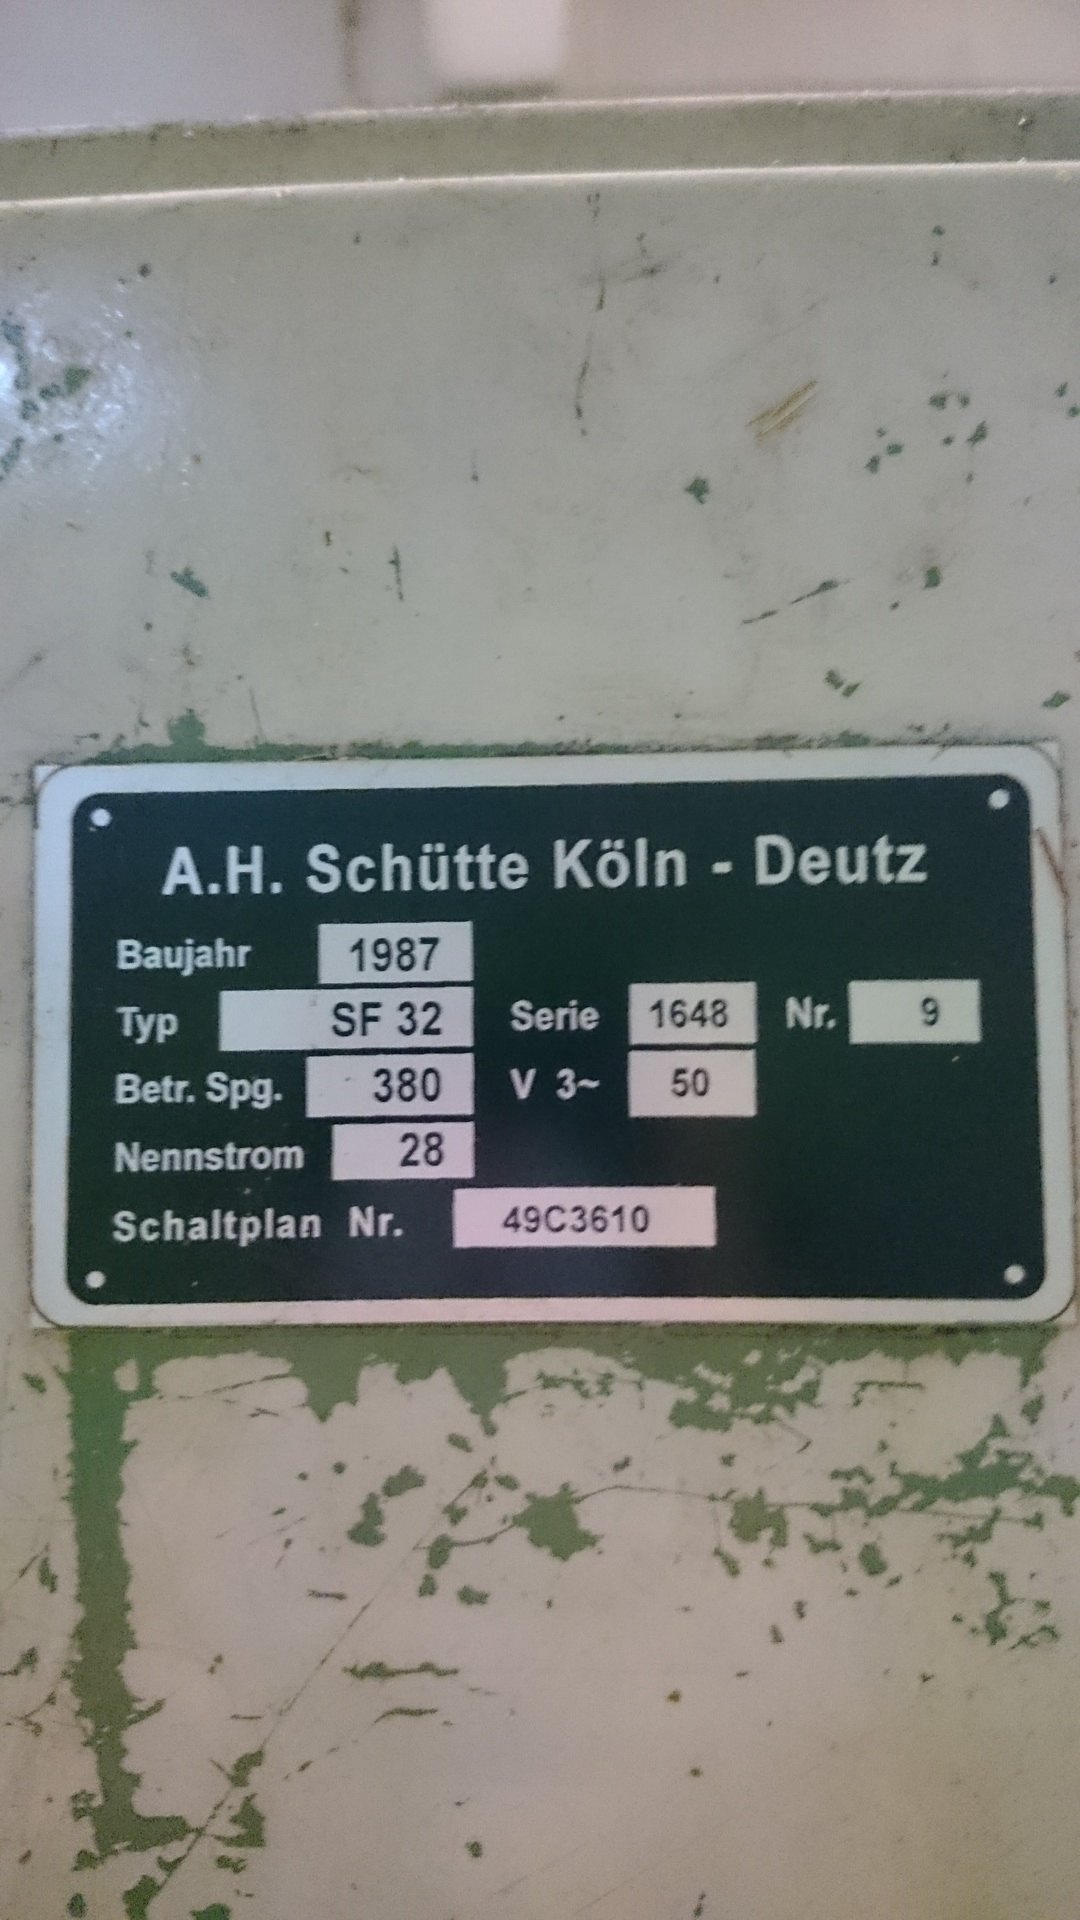 A.H. Schütte Köln - Deutz
Baujahr 1987
Typ SF 32 Serie 1648 Nr. 9
Betr. Spg. 380 V 3~ 50
Nennstrom 28
Schaltplan Nr. 49C3610